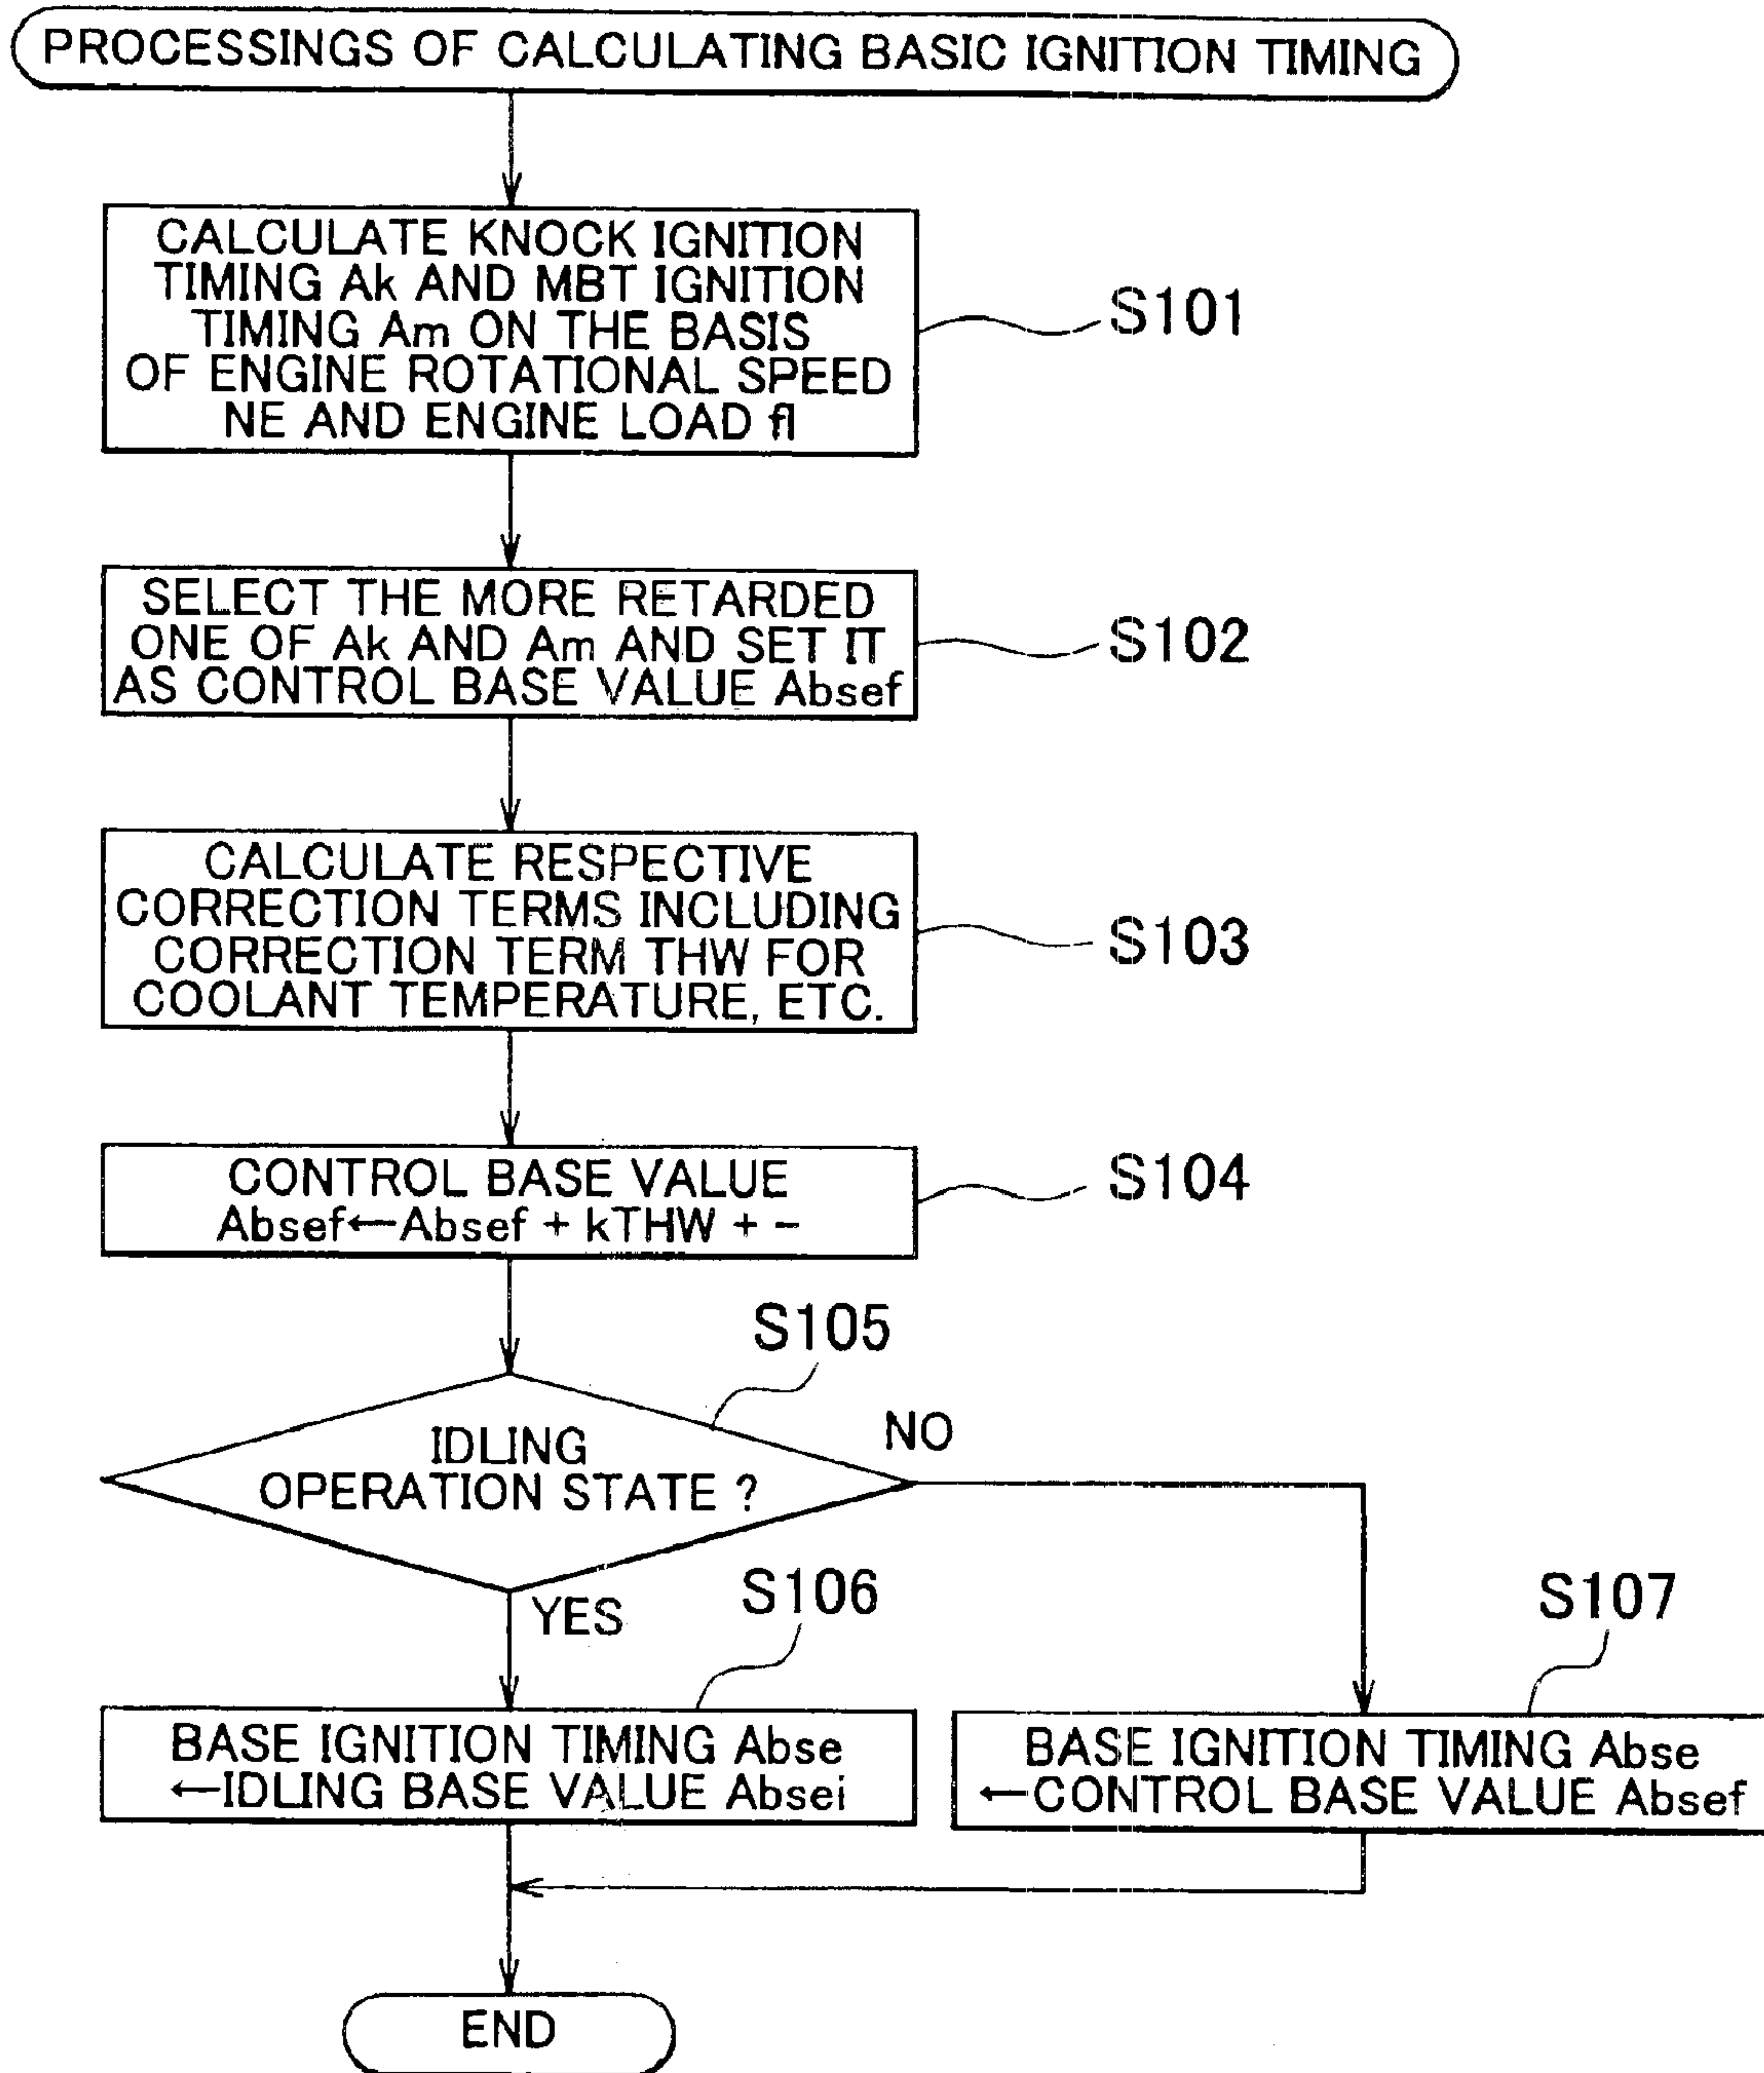 PROCESSINGS OF CALCULATING BASIC IGNITION TIMING
CALCULATE KNOCK IGNITION
TIMING Ak AND MBT IGNITION
TIMING Am ON THE BASIS
OF ENGINE ROTATIONAL SPEED
NE AND ENGINE LOAD fl
S101
SELECT THE MORE RETARDED
ONE OF Ak AND Am AND SET IT
AS CONTROL BASE VALUE Absef
S102
CALCULATE RESPECTIVE
CORRECTION TERMS INCLUDING
CORRECTION TERM THW FOR
COOLANT TEMPERATURE, ETC.
S103
CONTROL BASE VALUE
Absef←Absef + kTHW + -
S104
S105
IDLING
OPERATION STATE ?
NO
YES
S106
BASE IGNITION TIMING Abse
←IDLING BASE VALUE Absei
S107
BASE IGNITION TIMING Abse
←CONTROL BASE VALUE Absef
END